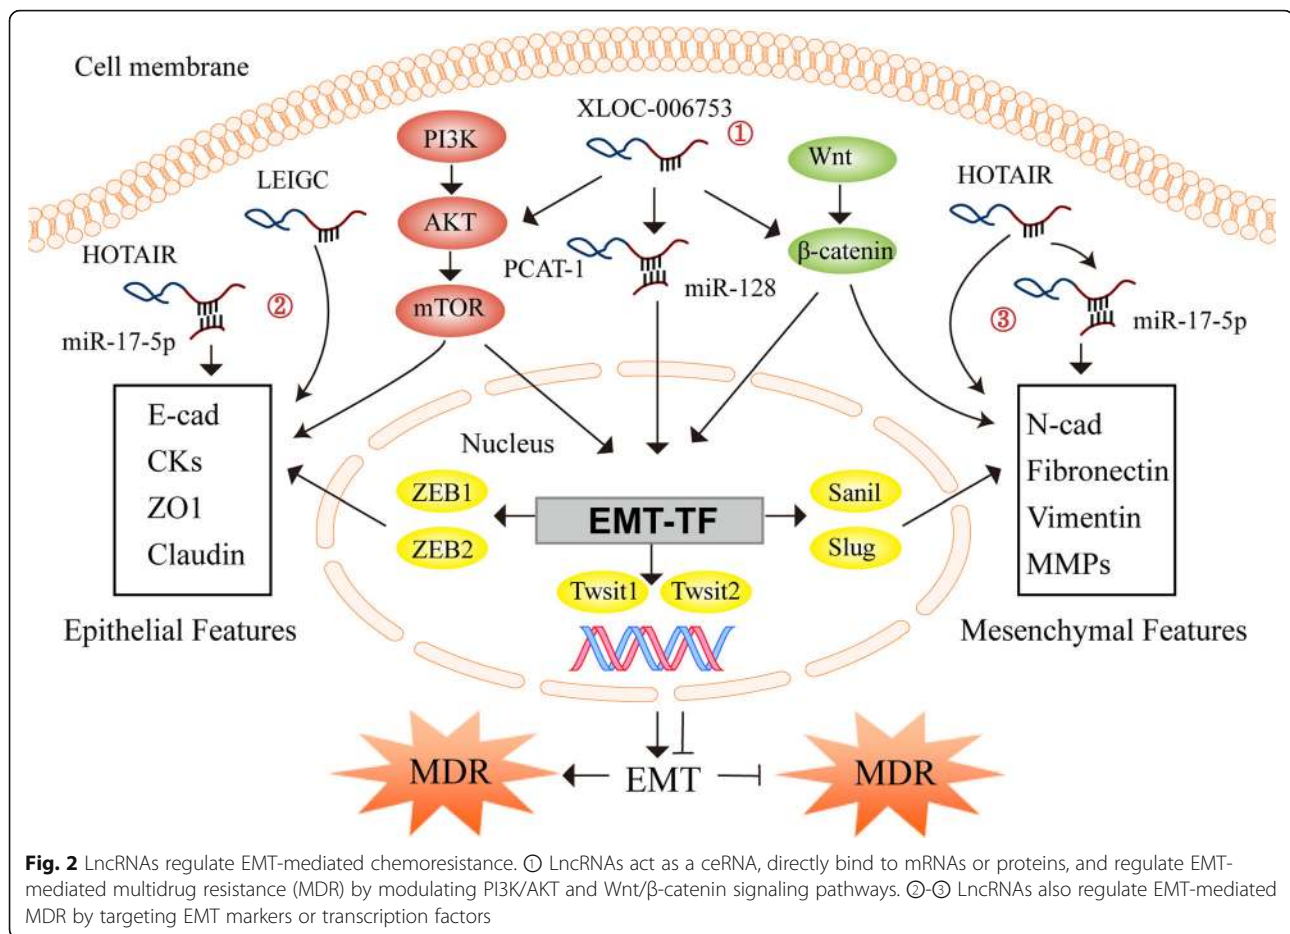 Cell membrane
XLOC-006753
①
PI3K
Wnt
LEIGC
HOTAIR
AKT
HOTAIR
PCAT-1
β-catenin
miR-128
②
mTOR
③
miR-17-5p
miR-17-5p
E-cad
CKs
ZO1
Claudin
Epithelial Features
Nucleus
N-cad
Fibronectin
Vimentin
MMPs
Mesenchymal Features
ZEB1
ZEB2
EMT-TF
Sanil
Slug
Twsit1
Twsit2
MDR
EMT
MDR
Fig. 2 LncRNAs regulate EMT-mediated chemoresistance. ① LncRNAs act as a ceRNA, directly bind to mRNAs or proteins, and regulate EMT-
mediated multidrug resistance (MDR) by modulating PI3K/AKT and Wnt/β-catenin signaling pathways. ②-③ LncRNAs also regulate EMT-mediated
MDR by targeting EMT markers or transcription factors